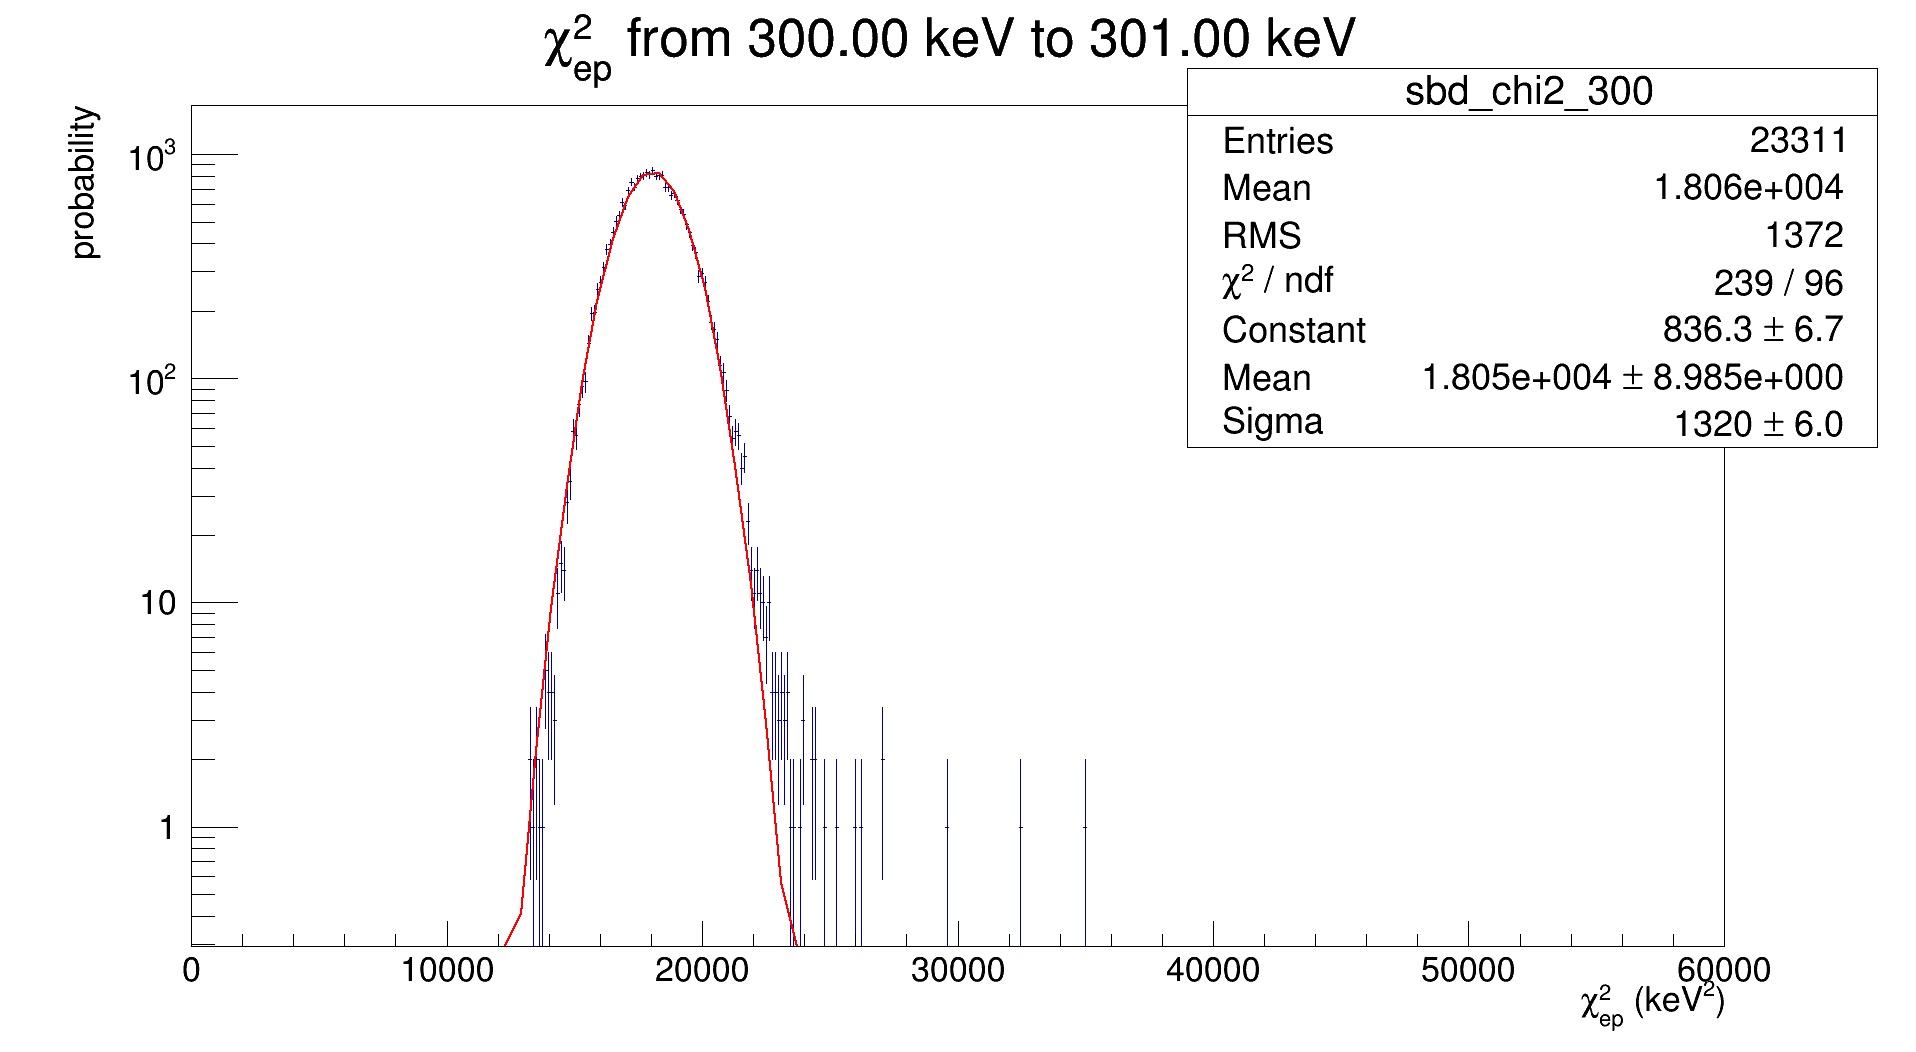 χ²ep from 300.00 keV to 301.00 keV
sbd_chi2_300
Entries 23311
Mean 1.806e+004
RMS 1372
χ² / ndf 239 / 96
Constant 836.3 ± 6.7
Mean 1.805e+004 ± 8.985e+000
Sigma 1320 ± 6.0
probability
10³
10²
10
1
0 10000 20000 30000 40000 50000 60000
χ²ep (keV²)